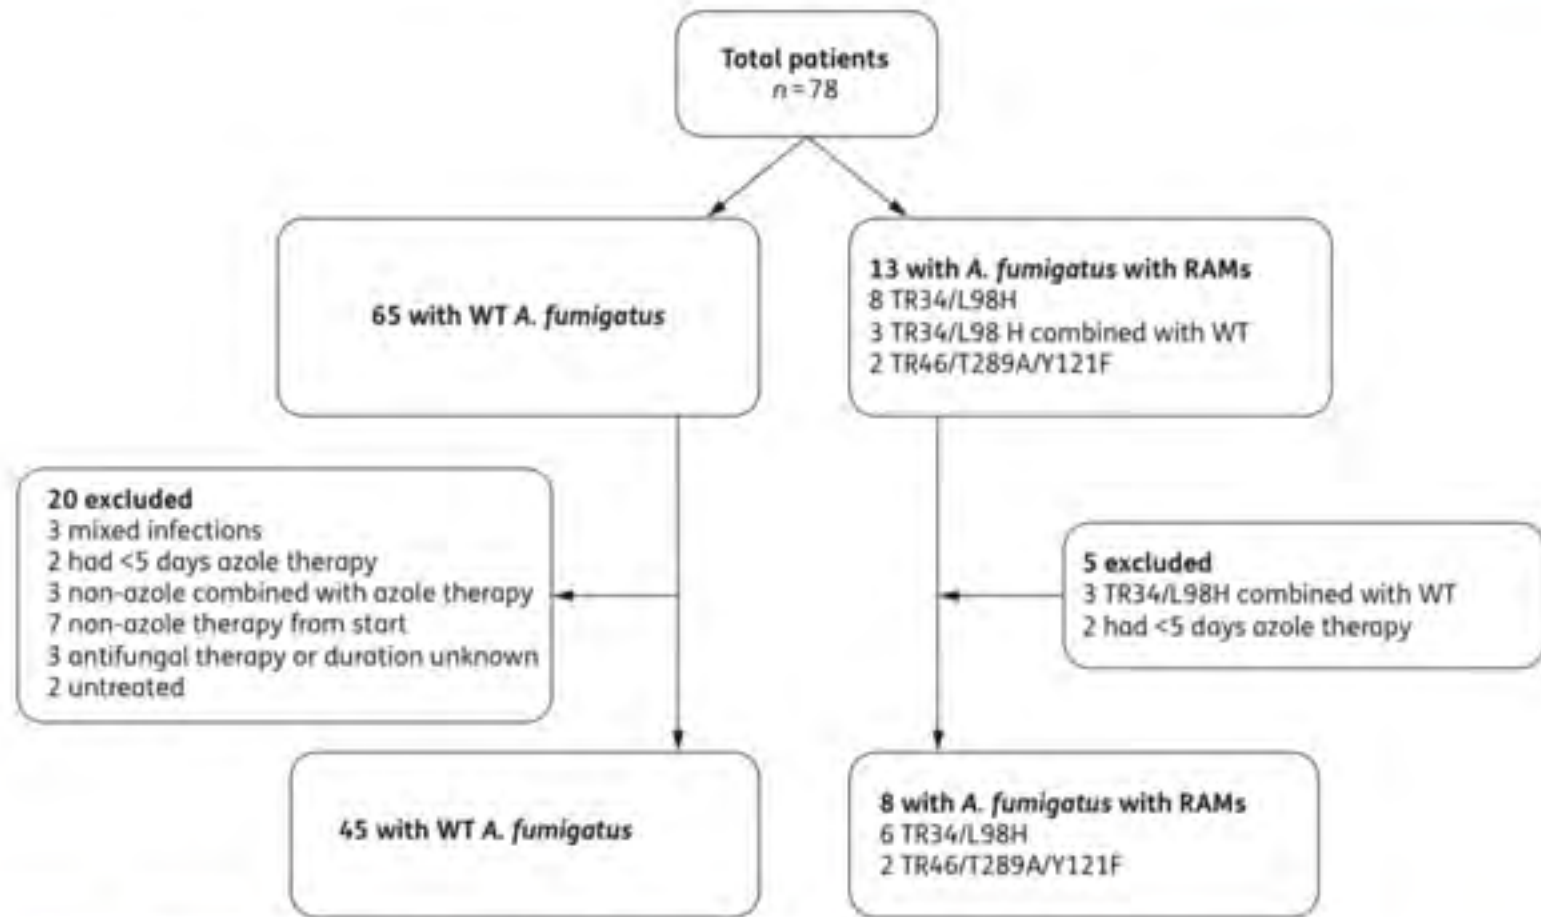 Total patients
n = 78
65 with WT A. fumigatus
13 with A. fumigatus with RAMs
8 TR34/L98H
3 TR34/L98 H combined with WT
2 TR46/T289A/Y121F
20 excluded
3 mixed infections
2 had <5 days azole therapy
3 non-azole combined with azole therapy
7 non-azole therapy from start
3 antifungal therapy or duration unknown
2 untreated
5 excluded
3 TR34/L98H combined with WT
2 had <5 days azole therapy
45 with WT A. fumigatus
8 with A. fumigatus with RAMs
6 TR34/L98H
2 TR46/T289A/Y121F